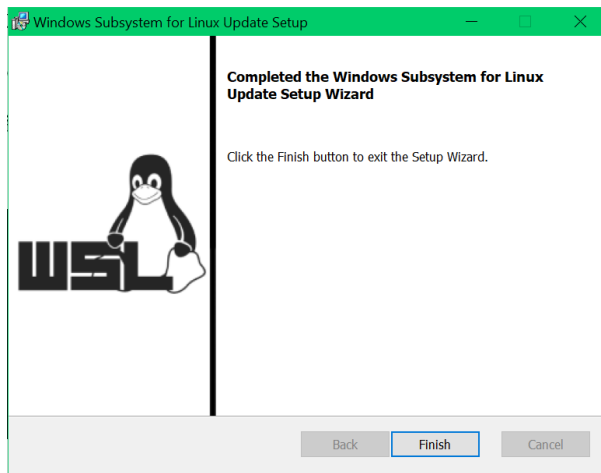 Windows Subsystem for Linux Update Setup
Completed the Windows Subsystem for Linux
Update Setup Wizard
Click the Finish button to exit the Setup Wizard.
WSL
Back
Finish
Cancel